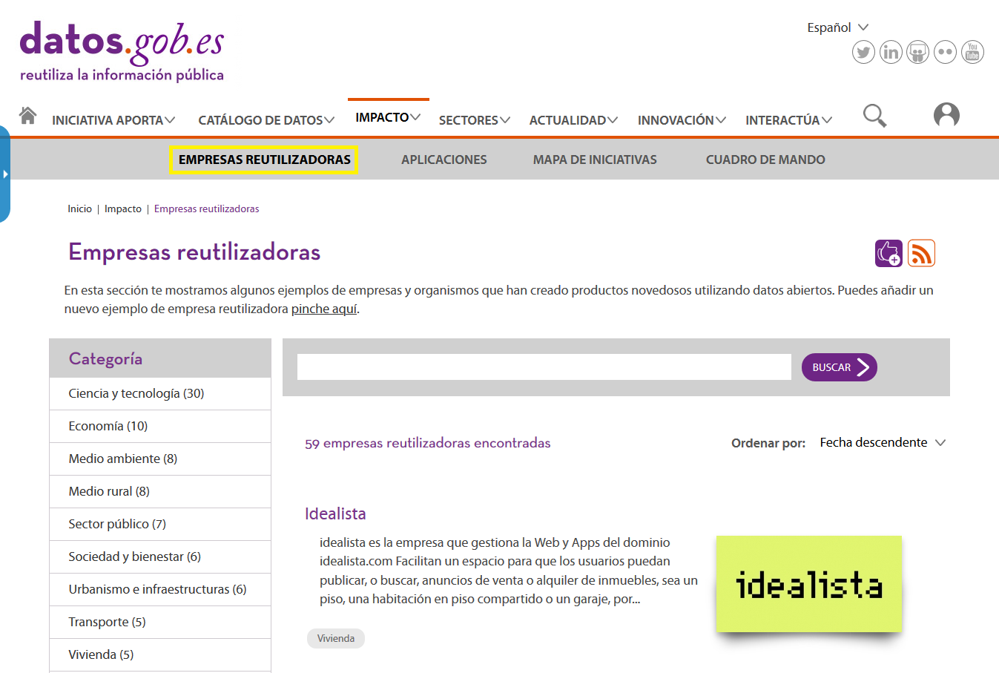 datos.gob.es
reutiliza la información pública
Español
You
Tube
in
INICIATIVA APORTA
CATÁLOGO DE DATOS
IMPACTO
SECTORES
ACTUALIDAD
INNOVACIÓN
INTERACTÚA
EMPRESAS REUTILIZADORAS
APLICACIONES
MAPA DE INICIATIVAS
CUADRO DE MANDO
Inicio | Impacto | Empresas reutilizadoras
Empresas reutilizadoras
En esta sección te mostramos algunos ejemplos de empresas y organismos que han creado productos novedosos utilizando datos abiertos. Puedes añadir un
nuevo ejemplo de empresa reutilizadora pinche aquí.
Categoría
Ciencia y tecnología (30)
Economía (10)
Medio ambiente (8)
Medio rural (8)
Sector público (7)
Sociedad y bienestar (6)
Urbanismo e infraestructuras (6)
Transporte (5)
Vivienda (5)
BUSCAR
59 empresas reutilizadoras encontradas
Ordenar por: Fecha descendente
Idealista
idealista es la empresa que gestiona la Web y Apps del dominio
idealista.com Facilitan un espacio para que los usuarios puedan
publicar, o buscar, anuncios de venta o alquiler de inmuebles, sea un
piso, una habitación en piso compartido o un garaje, por...
idealista
Vivienda